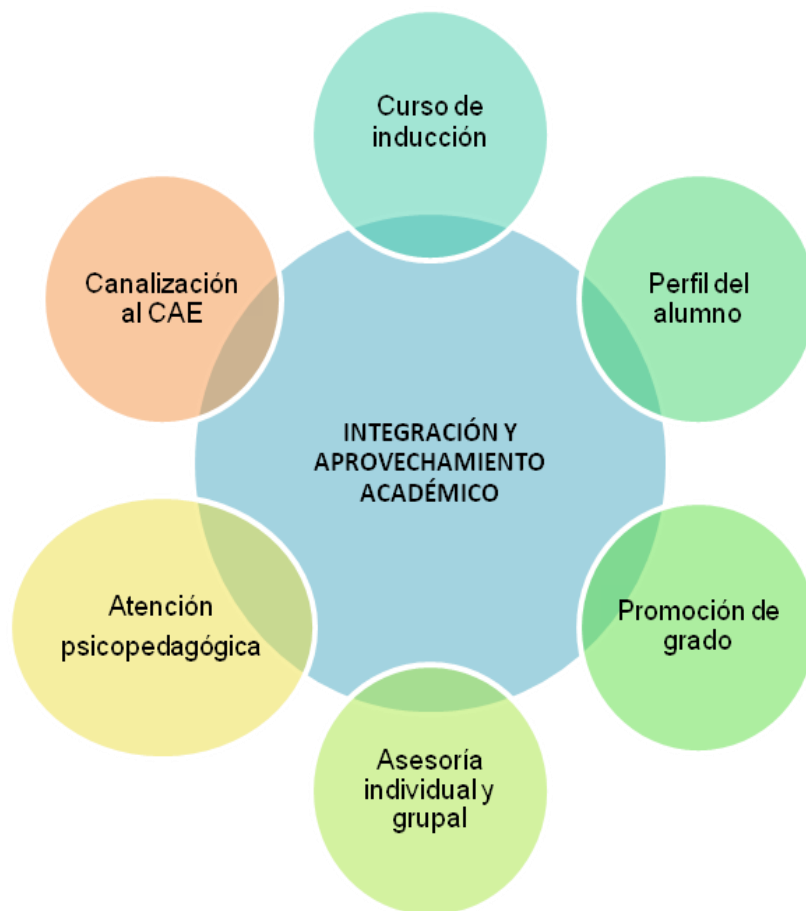 Curso de
inducción
Perfil del
alumno
Promoción de
grado
Asesoría
individual y
grupal
Atención
psicopedagógica
Canalización
al CAE
INTEGRACIÓN Y
APROVECHAMIENTO
ACADÉMICO